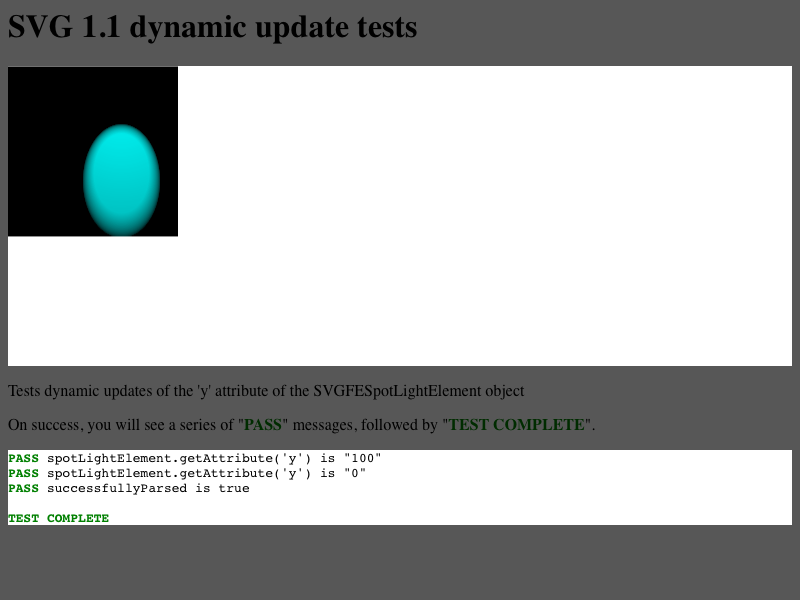 SVG 1.1 dynamic update tests
Tests dynamic updates of the 'y' attribute of the SVGFESpotLightElement object
On success, you will see a series of "PASS" messages, followed by "TEST COMPLETE".
PASS spotLightElement.getAttribute('y') is "100"
PASS spotLightElement.getAttribute('y') is "0"
PASS successfullyParsed is true
TEST COMPLETE